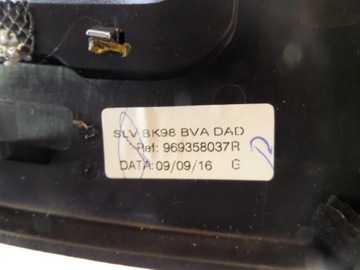 SLV BK98 BVA DAD
Ref: 969358037R
DATA: 09/09/16 G